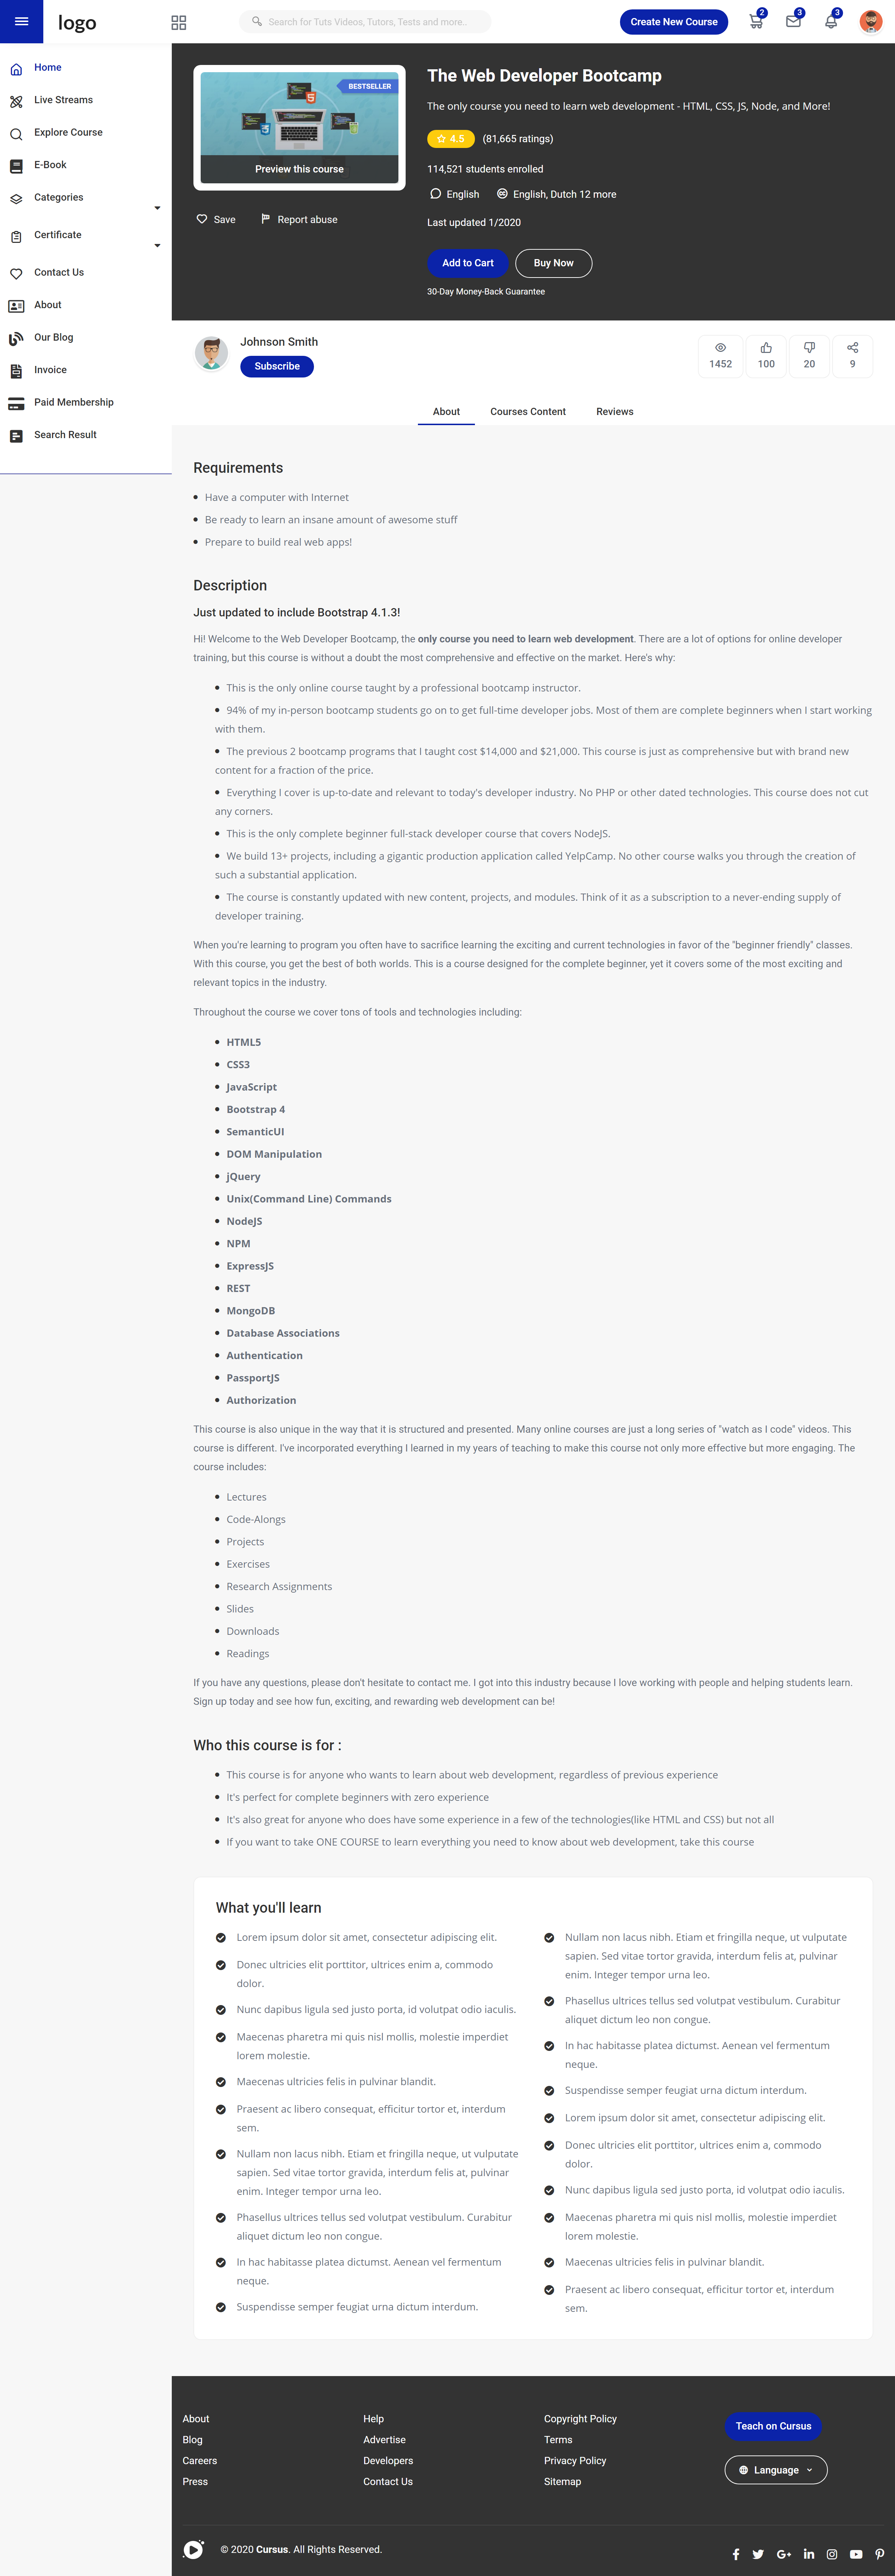 logo
Search for Tuts Videos, Tutors, Tests and more..
Create New Course
2
3
3
Home
Live Streams
Explore Course
E-Book
Categories
Certificate
Contact Us
About
Our Blog
Invoice
Paid Membership
Search Result
BESTSELLER
Preview this course
Save
Report abuse
The Web Developer Bootcamp
The only course you need to learn web development - HTML, CSS, JS, Node, and More!
4.5 (81,665 ratings)
114,521 students enrolled
English English, Dutch 12 more
Last updated 1/2020
Add to Cart Buy Now
30-Day Money-Back Guarantee
Johnson Smith
Subscribe
1452 100 20 9
About Courses Content Reviews
Requirements
Have a computer with Internet
Be ready to learn an insane amount of awesome stuff
Prepare to build real web apps!
Description
Just updated to include Bootstrap 4.1.3!
Hi! Welcome to the Web Developer Bootcamp, the only course you need to learn web development. There are a lot of options for online developer
training, but this course is without a doubt the most comprehensive and effective on the market. Here's why:
This is the only online course taught by a professional bootcamp instructor.
94% of my in-person bootcamp students go on to get full-time developer jobs. Most of them are complete beginners when I start working
with them.
The previous 2 bootcamp programs that I taught cost $14,000 and $21,000. This course is just as comprehensive but with brand new
content for a fraction of the price.
Everything I cover is up-to-date and relevant to today's developer industry. No PHP or other dated technologies. This course does not cut
any corners.
This is the only complete beginner full-stack developer course that covers NodeJS.
We build 13+ projects, including a gigantic production application called YelpCamp. No other course walks you through the creation of
such a substantial application.
The course is constantly updated with new content, projects, and modules. Think of it as a subscription to a never-ending supply of
developer training.
When you're learning to program you often have to sacrifice learning the exciting and current technologies in favor of the "beginner friendly" classes.
With this course, you get the best of both worlds. This is a course designed for the complete beginner, yet it covers some of the most exciting and
relevant topics in the industry.
Throughout the course we cover tons of tools and technologies including:
HTML5
CSS3
JavaScript
Bootstrap 4
SemanticUI
DOM Manipulation
jQuery
Unix(Command Line) Commands
NodeJS
NPM
ExpressJS
REST
MongoDB
Database Associations
Authentication
PassportJS
Authorization
This course is also unique in the way that it is structured and presented. Many online courses are just a long series of "watch as I code" videos. This
course is different. I've incorporated everything I learned in my years of teaching to make this course not only more effective but more engaging. The
course includes:
Lectures
Code-Alongs
Projects
Exercises
Research Assignments
Slides
Downloads
Readings
If you have any questions, please don't hesitate to contact me. I got into this industry because I love working with people and helping students learn.
Sign up today and see how fun, exciting, and rewarding web development can be!
Who this course is for :
This course is for anyone who wants to learn about web development, regardless of previous experience
It's perfect for complete beginners with zero experience
It's also great for anyone who does have some experience in a few of the technologies(like HTML and CSS) but not all
If you want to take ONE COURSE to learn everything you need to know about web development, take this course
What you'll learn
Lorem ipsum dolor sit amet, consectetur adipiscing elit.
Donec ultricies elit porttitor, ultrices enim a, commodo
dolor.
Nunc dapibus ligula sed justo porta, id volutpat odio iaculis.
Maecenas pharetra mi quis nisl mollis, molestie imperdiet
lorem molestie.
Maecenas ultricies felis in pulvinar blandit.
Praesent ac libero consequat, efficitur tortor et, interdum
sem.
Nullam non lacus nibh. Etiam et fringilla neque, ut vulputate
sapien. Sed vitae tortor gravida, interdum felis at, pulvinar
enim. Integer tempor urna leo.
Phasellus ultrices tellus sed volutpat vestibulum. Curabitur
aliquet dictum leo non congue.
In hac habitasse platea dictumst. Aenean vel fermentum
neque.
Suspendisse semper feugiat urna dictum interdum.
Nullam non lacus nibh. Etiam et fringilla neque, ut vulputate
sapien. Sed vitae tortor gravida, interdum felis at, pulvinar
enim. Integer tempor urna leo.
Phasellus ultrices tellus sed volutpat vestibulum. Curabitur
aliquet dictum leo non congue.
In hac habitasse platea dictumst. Aenean vel fermentum
neque.
Suspendisse semper feugiat urna dictum interdum.
Lorem ipsum dolor sit amet, consectetur adipiscing elit.
Donec ultricies elit porttitor, ultrices enim a, commodo
dolor.
Nunc dapibus ligula sed justo porta, id volutpat odio iaculis.
Maecenas pharetra mi quis nisl mollis, molestie imperdiet
lorem molestie.
Maecenas ultricies felis in pulvinar blandit.
Praesent ac libero consequat, efficitur tortor et, interdum
sem.
About
Blog
Careers
Press
Help
Advertise
Developers
Contact Us
Copyright Policy
Terms
Privacy Policy
Sitemap
Teach on Cursus
Language
© 2020 Cursus. All Rights Reserved.